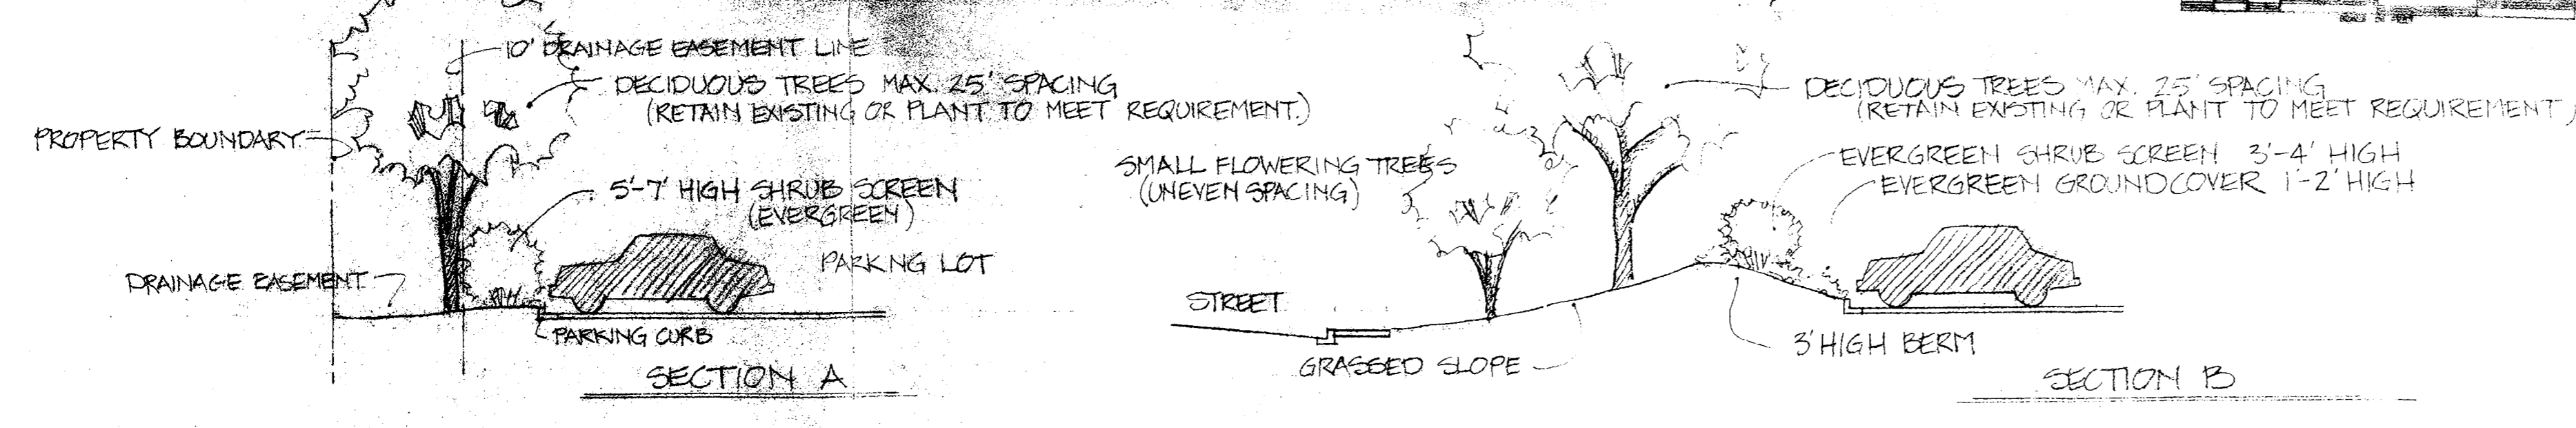 10' DRAINAGE EASEMENT LINE
DECIDUOUS TREES MAX. 25' SPACING
(RETAIN EXISTING OR PLANT TO MEET REQUIREMENT.)
PROPERTY BOUNDARY
5'-7' HIGH SHRUB SCREEN
(EVERGREEN)
PARKING LOT
DRAINAGE EASEMENT
PARKING CURB
SECTION A
DECIDUOUS TREES MAX. 25' SPACING
(RETAIN EXISTING OR PLANT TO MEET REQUIREMENT)
SMALL FLOWERING TREES
(UNEVEN SPACING)
EVERGREEN SHRUB SCREEN 3'-4' HIGH
EVERGREEN GROUNDCOVER 1'-2' HIGH
STREET
GRASSED SLOPE
3' HIGH BERM
SECTION B